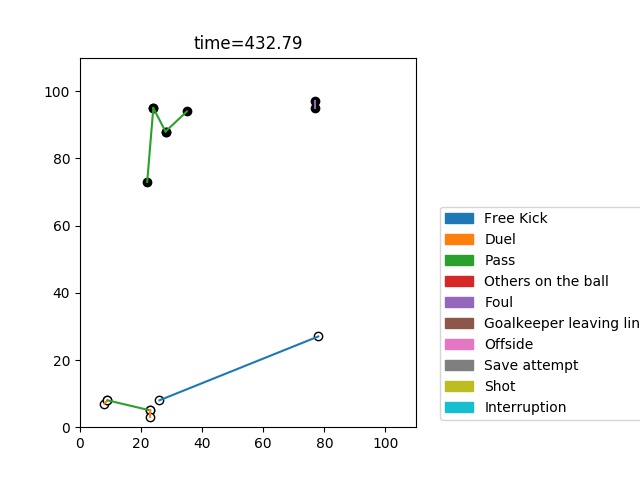 time=432.79
100
80
60
40
20
0
0 20 40 60 80 100
Free Kick
Duel
Pass
Others on the ball
Foul
Goalkeeper leaving lin
Offside
Save attempt
Shot
Interruption